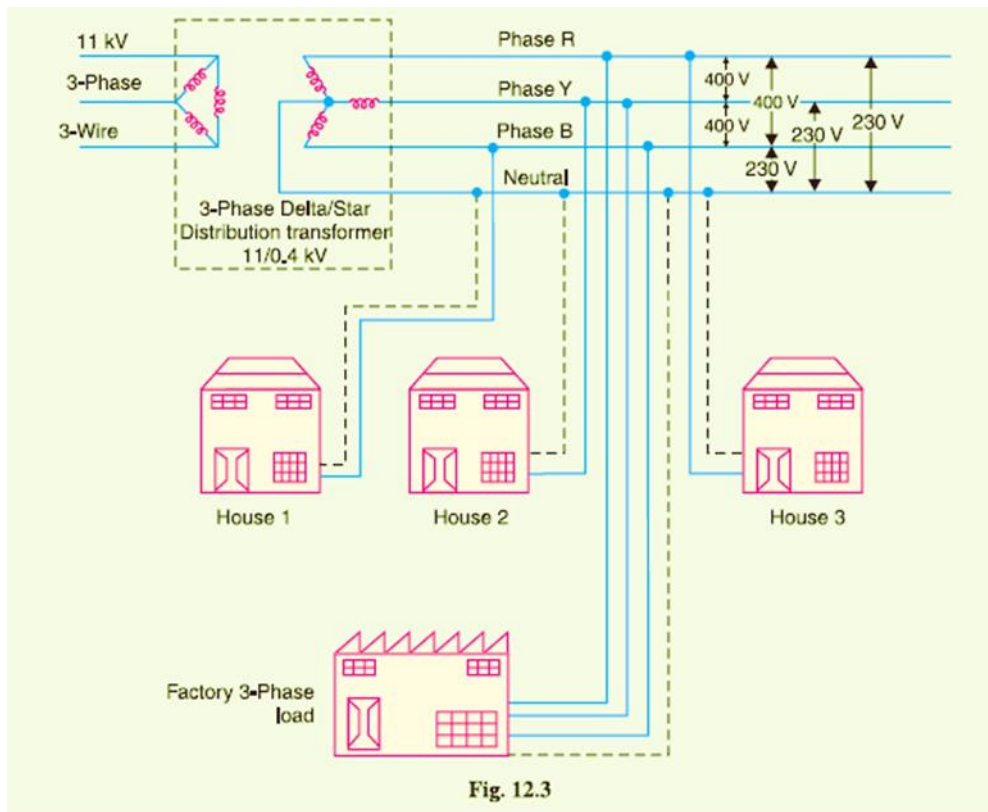 11 kV
3-Phase
3-Wire
3-Phase Delta/Star
Distribution transformer
11/0.4 kV
Phase R
Phase Y
Phase B
Neutral
400 V
400 V
400 V
230 V
230 V
230 V
House 1
House 2
House 3
Factory 3-Phase
load
Fig. 12.3